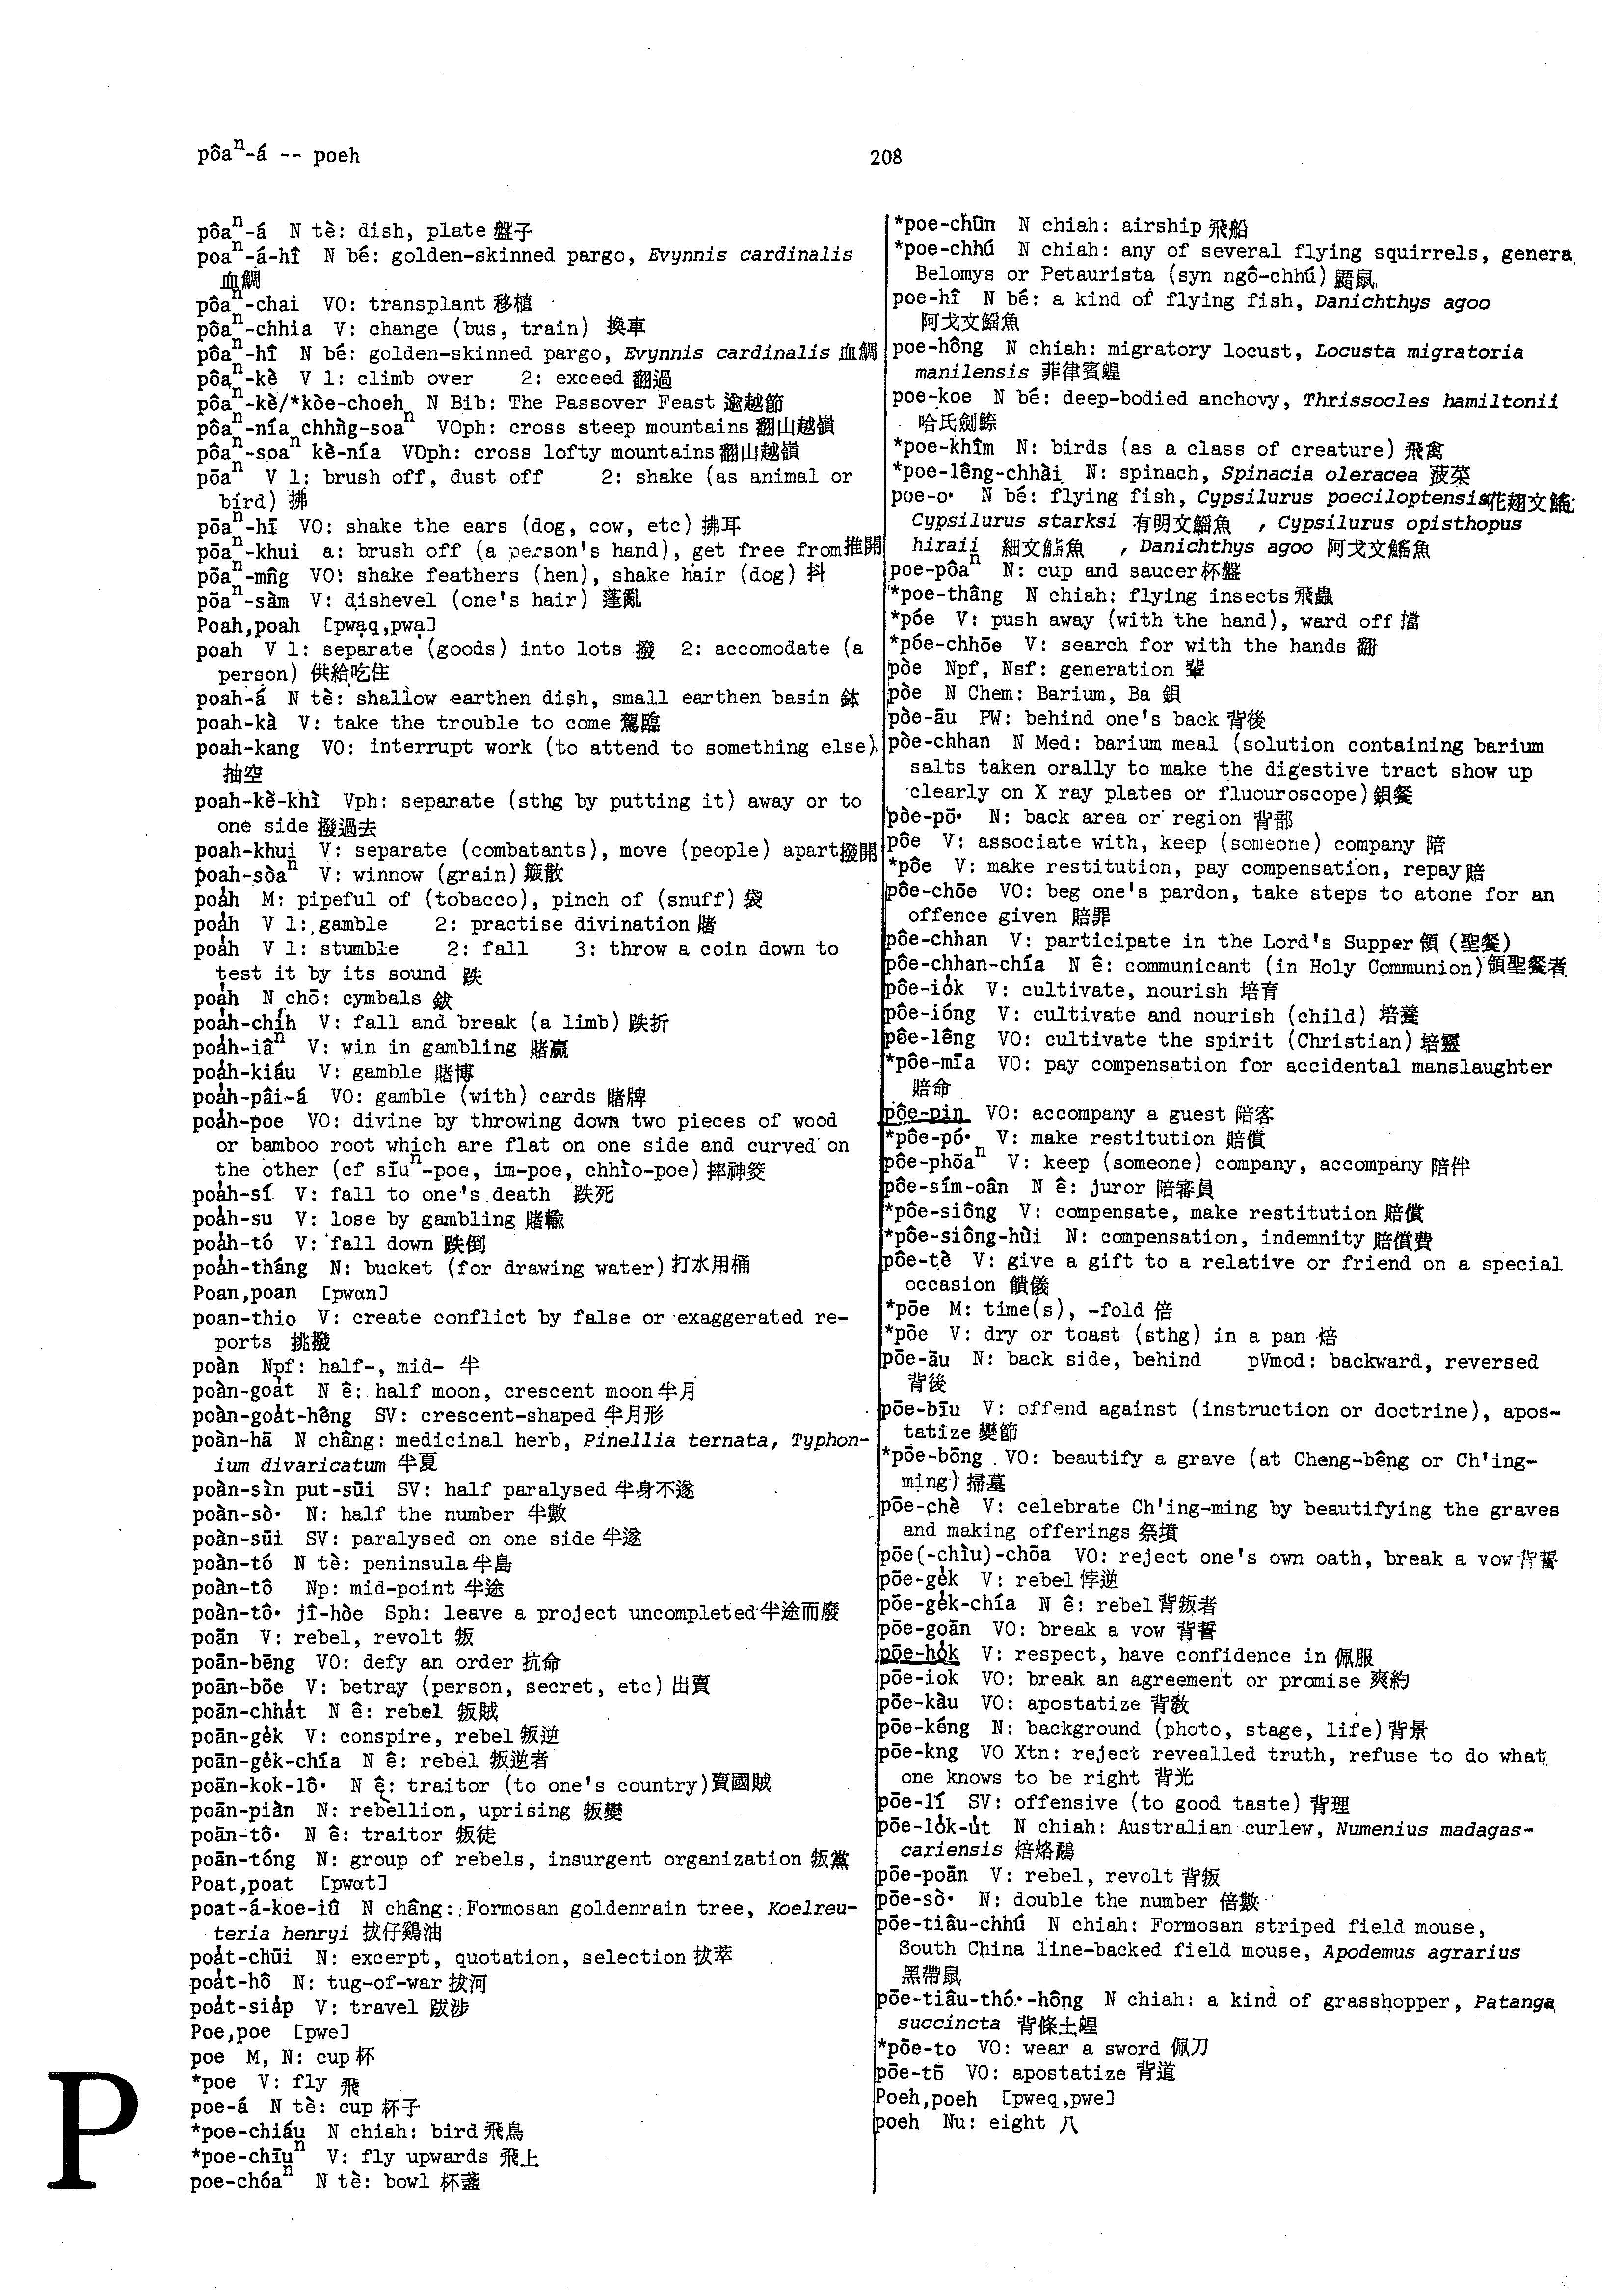 pôaⁿ-á -- poeh
208
pôaⁿ-á N tè: dish, plate 盤子
poaⁿ-á-hî N bé: golden-skinned pargo, Evynnis cardinalis
血鯛
pôaⁿ-chai VO: transplant 移植
pôaⁿ-chhia V: change (bus, train) 換車
pôaⁿ-hî N bé: golden-skinned pargo, Evynnis cardinalis 血鯛
pôaⁿ-kè V 1: climb over 2: exceed 翻過
pôaⁿ-kè/*kòe-choeh N Bib: The Passover Feast 逾越節
pôaⁿ-nía chhn̂g-soaⁿ VOph: cross steep mountains 翻山越嶺
pôaⁿ-soaⁿ kè-nía VOph: cross lofty mountains 翻山越嶺
pōaⁿ V 1: brush off, dust off 2: shake (as animal or
bird) 拂
pōaⁿ-hī VO: shake the ears (dog, cow, etc) 拂耳
pōaⁿ-khui a: brush off (a person's hand), get free from 推開
pōaⁿ-mn̂g VO: shake feathers (hen), shake hair (dog) 抖
pōaⁿ-sàm V: dishevel (one's hair) 蓬亂
Poah,poah [pwaq,pwa]
poah V 1: separate (goods) into lots 撥 2: accomodate (a
person) 供給吃住
poah-á N tè: shallow earthen dish, small earthen basin 鉢
poah-kà V: take the trouble to come 駕臨
poah-kang VO: interrupt work (to attend to something else)
抽空
poah-kè-khì Vph: separate (sthg by putting it) away or to
one side 撥過去
poah-khui V: separate (combatants), move (people) apart 撥開
poah-sòaⁿ V: winnow (grain) 簸散
poa̍h M: pipeful of (tobacco), pinch of (snuff) 袋
poa̍h V 1: gamble 2: practise divination 賭
poa̍h V 1: stumble 2: fall 3: throw a coin down to
test it by its sound 跌
poa̍h N chō: cymbals 鈸
poa̍h-chi̍h V: fall and break (a limb) 跌折
poa̍h-iâⁿ V: win in gambling 賭贏
poa̍h-kiáu V: gamble 賭博
poa̍h-pâi-á VO: gamble (with) cards 賭牌
poa̍h-poe VO: divine by throwing down two pieces of wood
or bamboo root which are flat on one side and curved on
the other (cf sīuⁿ-poe, im-poe, chhìo-poe) 摔神筊
poa̍h-sí V: fall to one's death 跌死
poa̍h-su V: lose by gambling 賭輸
poa̍h-tó V: fall down 跌倒
poa̍h-tháng N: bucket (for drawing water) 打水用桶
Poan,poan [pwɑn]
poan-thio V: create conflict by false or exaggerated re-
ports 挑撥
poàn Npf: half-, mid- 半
poàn-goa̍t N ê: half moon, crescent moon 半月
poàn-goa̍t-hêng SV: crescent-shaped 半月形
poàn-hā N châng: medicinal herb, Pinellia ternata, Typhon-
ium divaricatum 半夏
poàn-sin put-sūi SV: half paralysed 半身不遂
poàn-sò͘ N: half the number 半數
poàn-sūi SV: paralysed on one side 半遂
poàn-tó N tè: peninsula 半島
poàn-tô Np: mid-point 半途
poàn-tô͘ jî-hòe Sph: leave a project uncompleted 半途而廢
poān V: rebel, revolt 叛
poān-bēng VO: defy an order 抗命
poān-bōe V: betray (person, secret, etc) 出賣
poān-chha̍t N ê: rebel 叛賊
poān-ge̍k V: conspire, rebel 叛逆
poān-ge̍k-chía N ê: rebel 叛逆者
poān-kok-lô͘ N ê: traitor (to one's country) 賣國賊
poān-piàn N: rebellion, uprising 叛變
poān-tô͘ N ê: traitor 叛徒
poān-tóng N: group of rebels, insurgent organization 叛黨
Poat,poat [pwɑt]
poat-á-koe-iû N châng: Formosan goldenrain tree, Koelreu-
teria henryi 拔仔鷄油
poa̍t-chūi N: excerpt, quotation, selection 拔萃
poa̍t-hô N: tug-of-war 拔河
poa̍t-sia̍p V: travel 跋涉
Poe,poe [pwe]
poe M, N: cup 杯
*poe V: fly 飛
poe-á N tè: cup 杯子
*poe-chiáu N chiah: bird 飛鳥
*poe-chīuⁿ V: fly upwards 飛上
poe-chóaⁿ N tè: bowl 杯盞
P
*poe-chûn N chiah: airship 飛船
*poe-chhú N chiah: any of several flying squirrels, genera
Belomys or Petaurista (syn ngô-chhú) 鼯鼠
poe-hî N bé: a kind of flying fish, Danichthys agoo
阿戈文鰩魚
poe-hông N chiah: migratory locust, Locusta migratoria
manilensis 菲律賓蝗
poe-koe N bé: deep-bodied anchovy, Thrissocles hamiltonii
哈氏劍鰶
*poe-khîm N: birds (as a class of creature) 飛禽
*poe-lêng-chhài N: spinach, Spinacia oleracea 菠菜
poe-o͘ N bé: flying fish, Cypsilurus poeciloptensis 花翅文鰩
Cypsilurus starksi 有明文鰩魚 , Cypsilurus opisthopus
hiraii 細文鰩魚 , Danichthys agoo 阿戈文鰩魚
poe-pôaⁿ N: cup and saucer 杯盤
*poe-thâng N chiah: flying insects 飛蟲
*póe V: push away (with the hand), ward off 擋
*póe-chhōe V: search for with the hands 翻
pòe Npf, Nsf: generation 輩
pòe N Chem: Barium, Ba 鋇
pòe-āu PW: behind one's back 背後
pòe-chhan N Med: barium meal (solution containing barium
salts taken orally to make the digestive tract show up
clearly on X ray plates or fluouroscope) 鋇餐
pòe-pō͘ N: back area or region 背部
pôe V: associate with, keep (someone) company 陪
*pôe V: make restitution, pay compensation, repay 賠
pôe-chōe VO: beg one's pardon, take steps to atone for an
offence given 賠罪
pôe-chhan V: participate in the Lord's Supper 領 (聖餐)
pôe-chhan-chía N ê: communicant (in Holy Communion) 領聖餐者
pôe-io̍k V: cultivate, nourish 培育
pôe-ióng V: cultivate and nourish (child) 培養
pôe-lêng VO: cultivate the spirit (Christian) 培靈
*pôe-mīa VO: pay compensation for accidental manslaughter
賠命
pôe-pin VO: accompany a guest 陪客
*pôe-pó͘ V: make restitution 賠償
pôe-phōaⁿ V: keep (someone) company, accompany 陪伴
pôe-sím-oân N ê: juror 陪審員
*pôe-siông V: compensate, make restitution 賠償
*pôe-siông-hùi N: compensation, indemnity 賠償費
pôe-tè V: give a gift to a relative or friend on a special
occasion 饋儀
*pōe M: time(s), -fold 倍
*pōe V: dry or toast (sthg) in a pan 焙
pōe-āu N: back side, behind pVmod: backward, reversed
背後
pōe-bīu V: offend against (instruction or doctrine), apos-
tatize 變節
*pōe-bōng VO: beautify a grave (at Cheng-bêng or Ch'ing-
ming) 掃墓
pōe-chè V: celebrate Ch'ing-ming by beautifying the graves
and making offerings 祭墳
pōe(-chìu)-chōa VO: reject one's own oath, break a vow 背誓
pōe-ge̍k V: rebel 悖逆
pōe-ge̍k-chía N ê: rebel 背叛者
pōe-goān VO: break a vow 背誓
pōe-ho̍k V: respect, have confidence in 佩服
pōe-iok VO: break an agreement or promise 爽約
pōe-kàu VO: apostatize 背敎
pōe-kéng N: background (photo, stage, life) 背景
pōe-kng VO Xtn: reject revealled truth, refuse to do what
one knows to be right 背光
pōe-lí SV: offensive (to good taste) 背理
pōe-lo̍k-u̍t N chiah: Australian curlew, Numenius madagas-
cariensis 焙烙鷸
pōe-poān V: rebel, revolt 背叛
pōe-sò͘ N: double the number 倍數
pōe-tiâu-chhú N chiah: Formosan striped field mouse,
South China line-backed field mouse, Apodemus agrarius
黑帶鼠
pōe-tiâu-thó͘-hông N chiah: a kind of grasshopper, Patanga
succincta 背條土蝗
*pōe-to VO: wear a sword 佩刀
pōe-tō VO: apostatize 背道
Poeh,poeh [pweq,pwe]
poeh Nu: eight 八